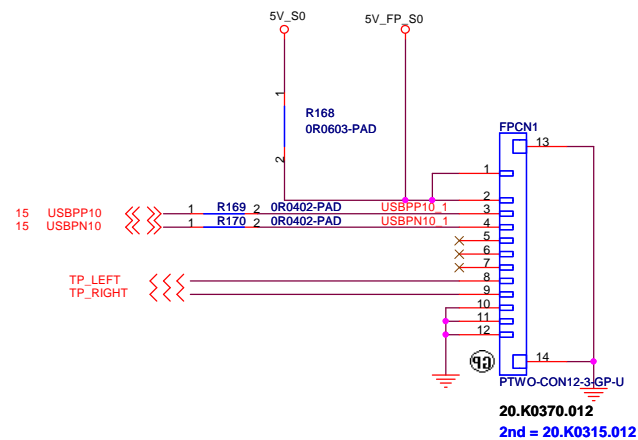 5V_S0
5V_FP_S0
1
R168
0R0603-PAD
2
FPCN1
13
1
2
15 USBPP10 1 R169 2 0R0402-PAD USBPP10_1 3
15 USBPN10 1 R170 2 0R0402-PAD USBPN10_1 4
5
6
7
TP_LEFT 8
TP_RIGHT 9
10
11
12
GP
14
PTWO-CON12-3-GP-U
20.K0370.012
2nd = 20.K0315.012